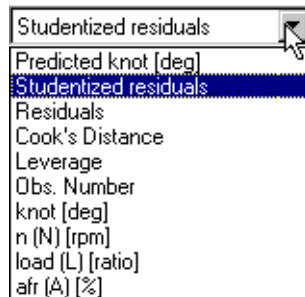 Studentized residuals
Predicted knot [deg]
Studentized residuals
Residuals
Cook's Distance
Leverage
Obs. Number
knot [deg]
n (N) [rpm]
load (L) [ratio]
afr (A) [%]